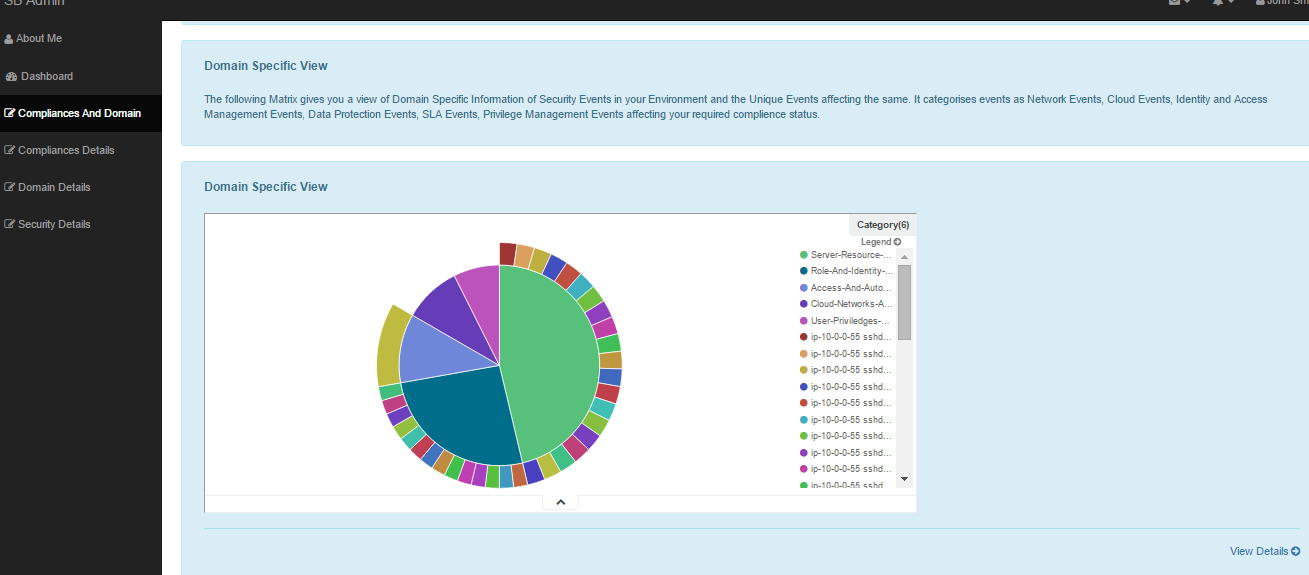 SB Admin
John Sm
About Me
Dashboard
Compliances And Domain
Compliances Details
Domain Details
Security Details
Domain Specific View
The following Matrix gives you a view of Domain Specific Information of Security Events in your Environment and the Unique Events affecting the same. It categorises events as Network Events, Cloud Events, Identity and Access
Management Events, Data Protection Events, SLA Events, Privilege Management Events affecting your required complience status.
Domain Specific View
Category(6)
Legend
Server-Resource-...
Role-And-Identity-...
Access-And-Auto...
Cloud-Networks-A...
User-Priviledges-...
ip-10-0-0-55 sshd...
ip-10-0-0-55 sshd...
ip-10-0-0-55 sshd...
ip-10-0-0-55 sshd...
ip-10-0-0-55 sshd...
ip-10-0-0-55 sshd...
ip-10-0-0-55 sshd...
ip-10-0-0-55 sshd...
ip-10-0-0-55 sshd...
ip-10-0-0-55 sshd
View Details